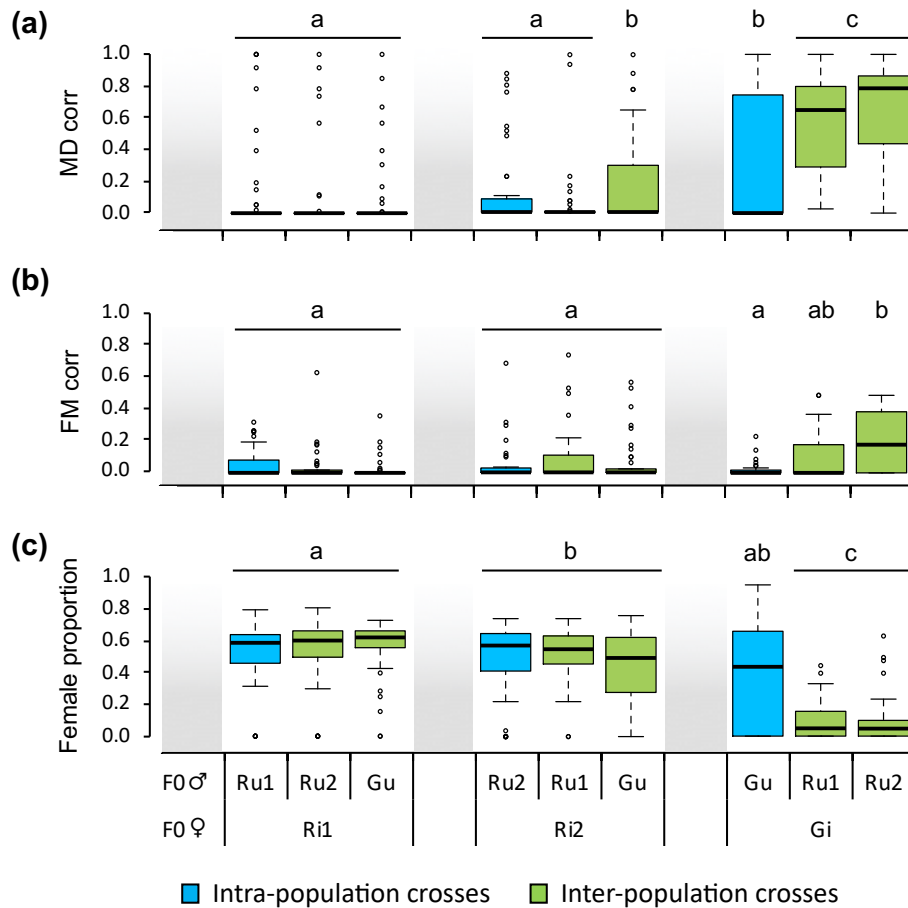 (a)
a a b b c
MD corr
1.0
0.8
0.6
0.4
0.2
0.0
(b)
a a a ab b
FM corr
1.0
0.8
0.6
0.4
0.2
0.0
(c)
a b ab c
Female proportion
1.0
0.8
0.6
0.4
0.2
0.0
F0♂ Ru1 Ru2 Gu Ru2 Ru1 Gu Gu Ru1 Ru2
F0♀ Ri1 Ri2 Gi
Intra-population crosses Inter-population crosses